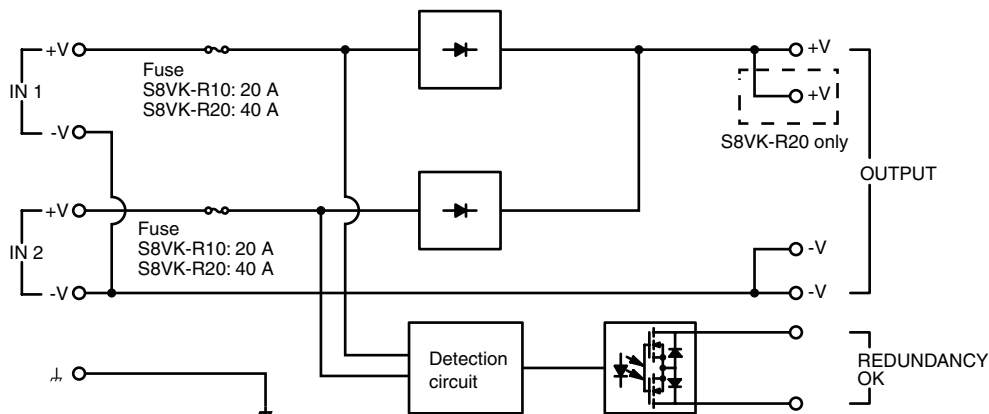 +V
Fuse
S8VK-R10: 20 A
S8VK-R20: 40 A
IN 1
-V
+V
+V
S8VK-R20 only
OUTPUT
+V
Fuse
S8VK-R10: 20 A
S8VK-R20: 40 A
IN 2
-V
-V
-V
Detection
circuit
REDUNDANCY
OK